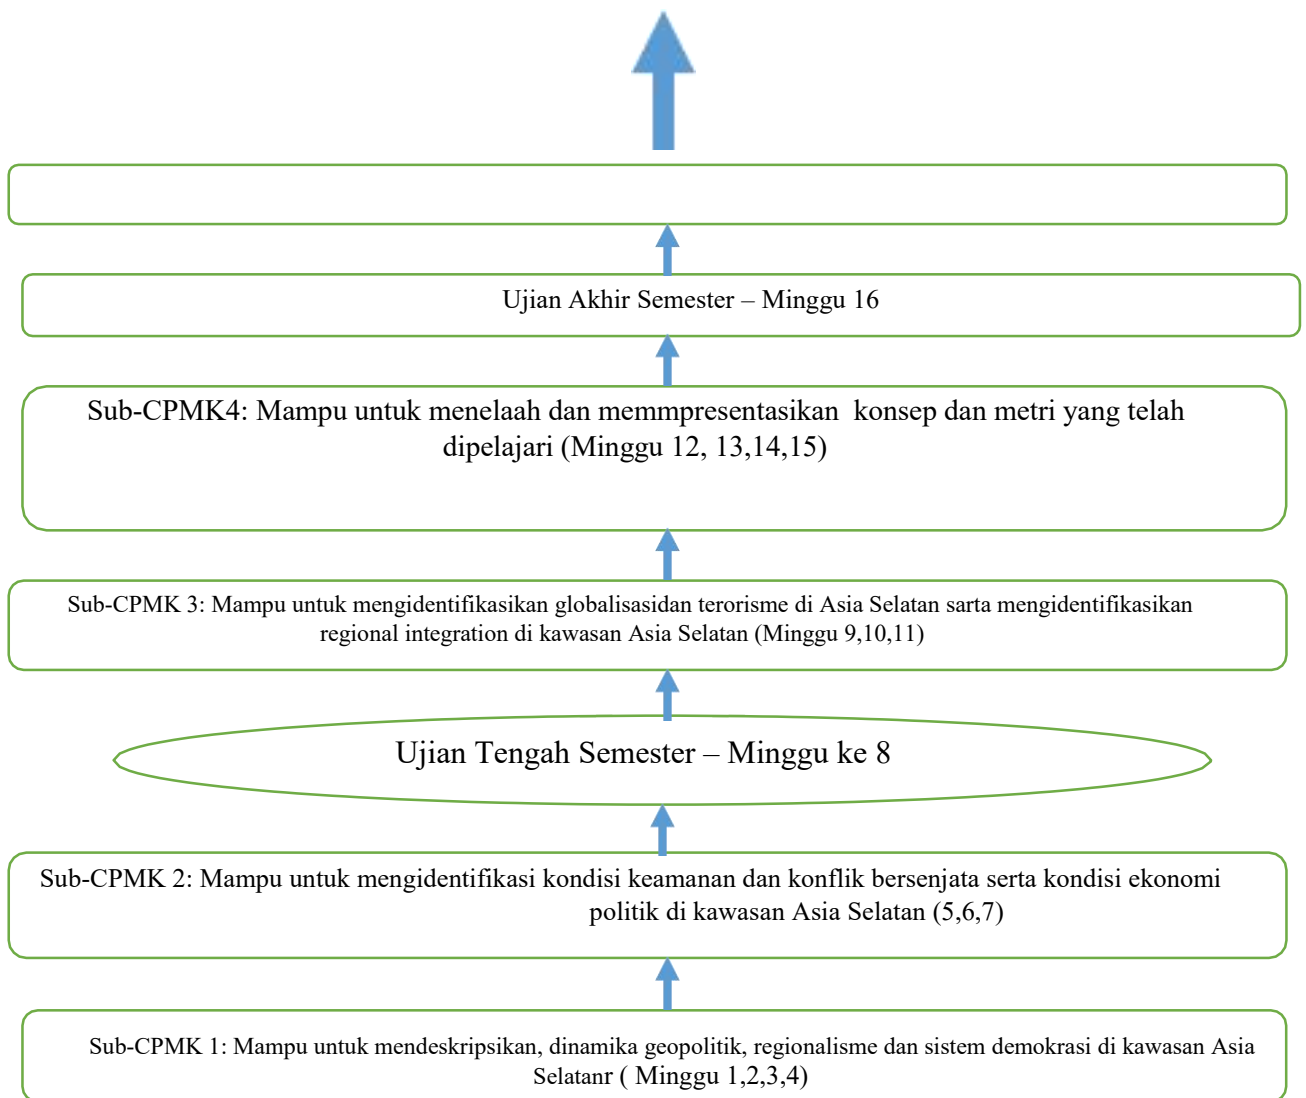 Ujian Akhir Semester – Minggu 16
Sub-CPMK4: Mampu untuk menelaah dan memmpresentasikan konsep dan metri yang telah
dipelajari (Minggu 12, 13,14,15)
Sub-CPMK 3: Mampu untuk mengidentifikasikan globalisasidan terorisme di Asia Selatan sarta mengidentifikasikan
regional integration di kawasan Asia Selatan (Minggu 9,10,11)
Ujian Tengah Semester – Minggu ke 8
Sub-CPMK 2: Mampu untuk mengidentifikasi kondisi keamanan dan konflik bersenjata serta kondisi ekonomi
politik di kawasan Asia Selatan (5,6,7)
Sub-CPMK 1: Mampu untuk mendeskripsikan, dinamika geopolitik, regionalisme dan sistem demokrasi di kawasan Asia
Selatanr ( Minggu 1,2,3,4)